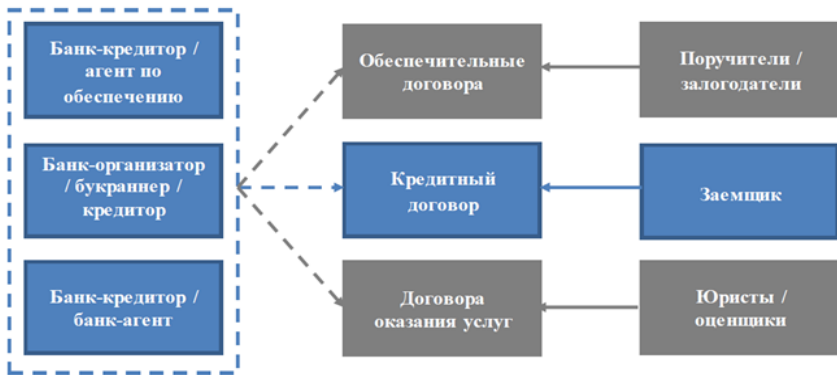 Банк-кредитор /
агент по
обеспечению
Обеспечительные
договора
Поручители /
залогодатели
Банк-организатор
/ букраннер /
кредитор
Кредитный
договор
Заемщик
Банк-кредитор /
банк-агент
Договора
оказания услуг
Юристы /
оценщики